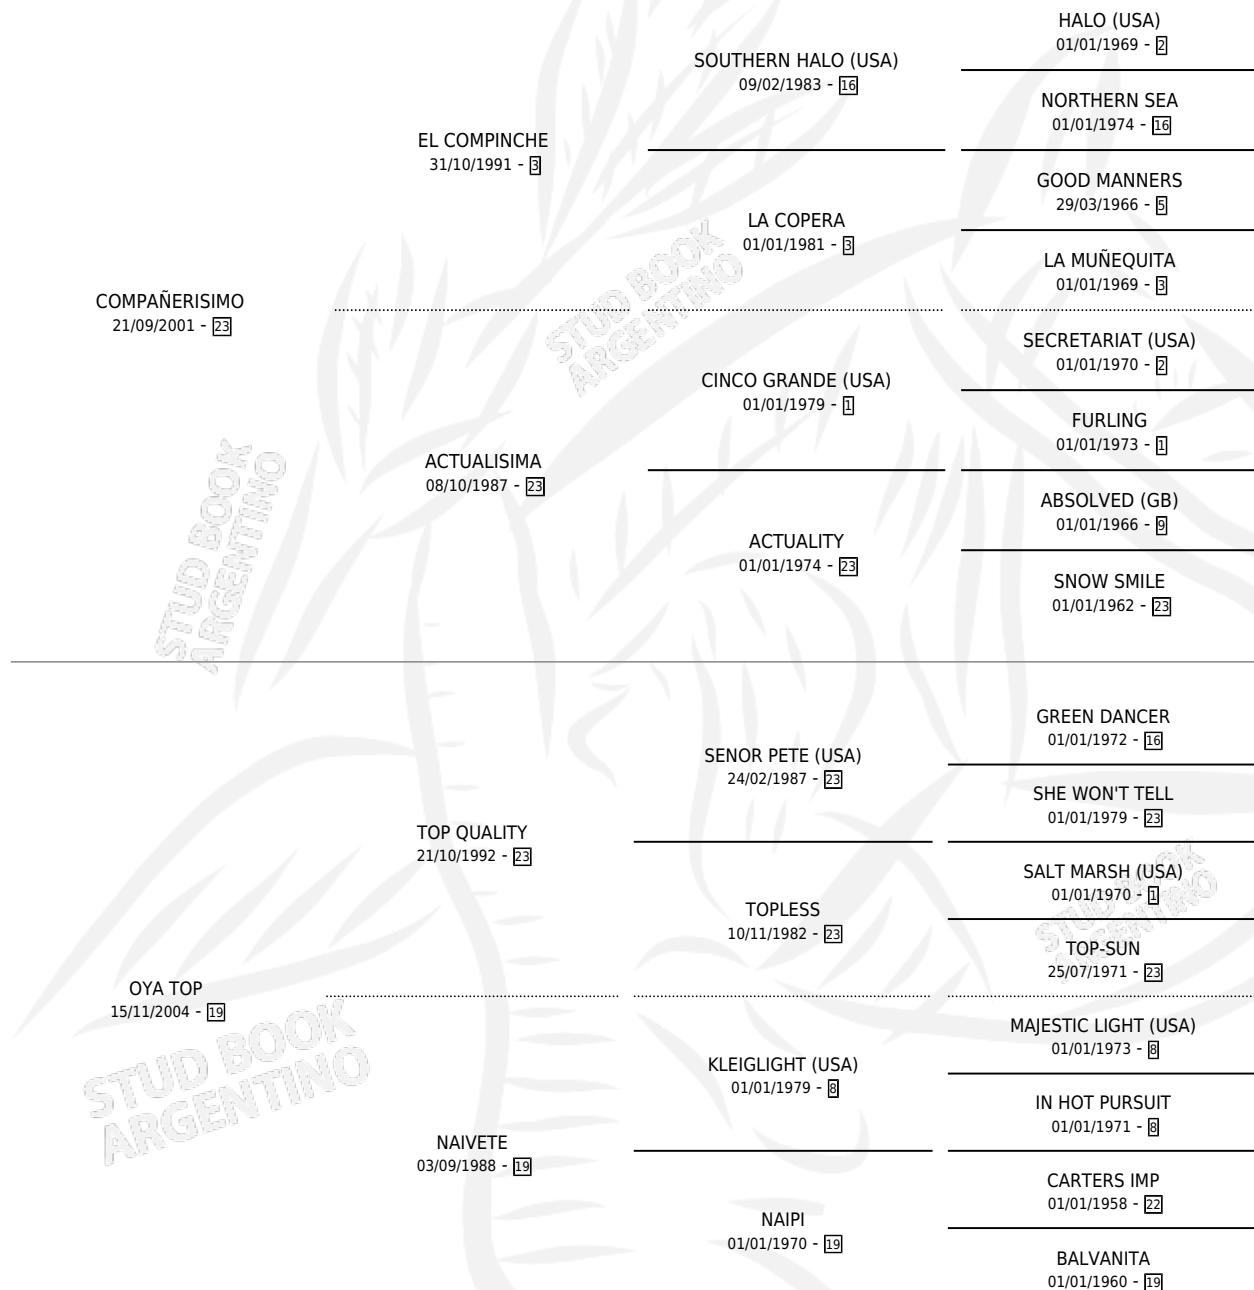 COMPAÑERISIMO
21/09/2001 - 23
EL COMPINCHE
31/10/1991 - 3
SOUTHERN HALO (USA)
09/02/1983 - 16
HALO (USA)
01/01/1969 - 2
NORTHERN SEA
01/01/1974 - 16
LA COPERA
01/01/1981 - 3
GOOD MANNERS
29/03/1966 - 5
LA MUÑEQUITA
01/01/1969 - 3
ACTUALISIMA
08/10/1987 - 23
CINCO GRANDE (USA)
01/01/1979 - 1
SECRETARIAT (USA)
01/01/1970 - 2
FURLING
01/01/1973 - 1
ACTUALITY
01/01/1974 - 23
ABSOLVED (GB)
01/01/1966 - 9
SNOW SMILE
01/01/1962 - 23
OYA TOP
15/11/2004 - 19
TOP QUALITY
21/10/1992 - 23
SENOR PETE (USA)
24/02/1987 - 23
GREEN DANCER
01/01/1972 - 16
SHE WON'T TELL
01/01/1979 - 23
TOPLESS
10/11/1982 - 23
SALT MARSH (USA)
01/01/1970 - 1
TOP-SUN
25/07/1971 - 23
NAIVETE
03/09/1988 - 19
KLEIGLIGHT (USA)
01/01/1979 - 8
MAJESTIC LIGHT (USA)
01/01/1973 - 8
IN HOT PURSUIT
01/01/1971 - 8
NAIPI
01/01/1970 - 19
CARTERS IMP
01/01/1958 - 22
BALVANITA
01/01/1960 - 19
STUD BOOK
ARGENTINO
STUD BOOK
ARGENTINO
STUD BOOK
ARGENTINO
STUD BOOK
ARGENTINO